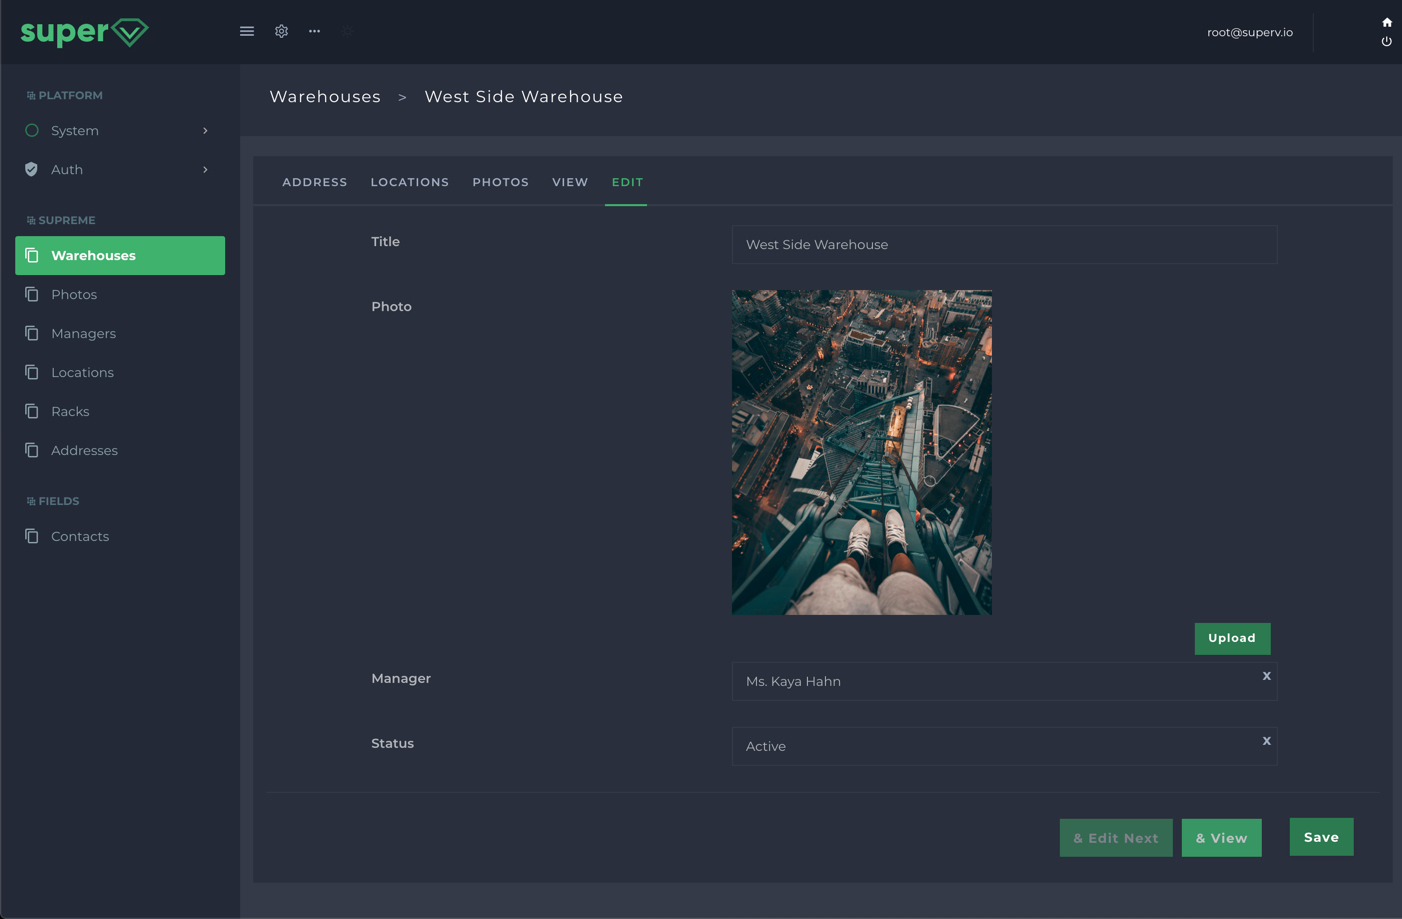 super
root@superv.io
PLATFORM
System
Auth
SUPREME
Warehouses
Photos
Managers
Locations
Racks
Addresses
FIELDS
Contacts
Warehouses > West Side Warehouse
ADDRESS LOCATIONS PHOTOS VIEW EDIT
Title West Side Warehouse
Photo
Upload
Manager Ms. Kaya Hahn x
Status Active x
& Edit Next & View Save